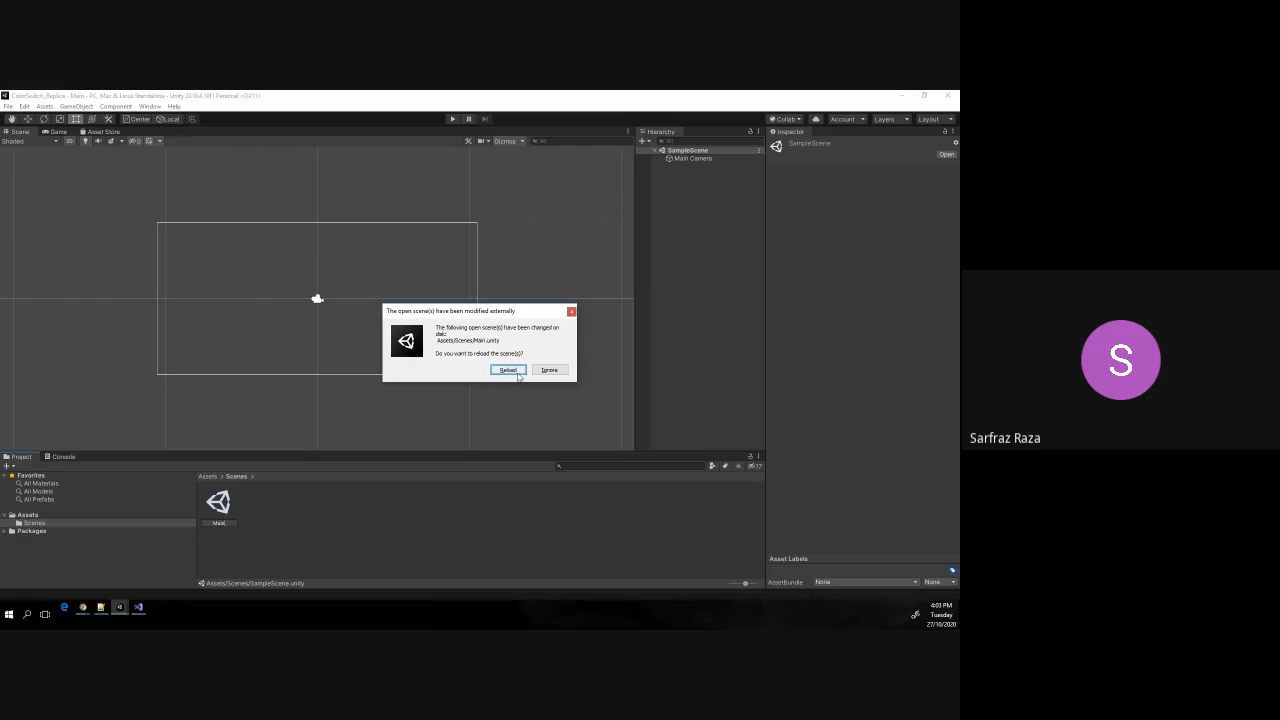 ColorSwitch_Replica - Main - PC, Mac & Linux Standalone - Unity 2019.4.10f1 Personal <DX11>
File Edit Assets GameObject Component Window Help
Center Local Collab Account Layers Layout
Scene Game Asset Store
Shaded 2D 0 Gizmos All
Hierarchy
All
SampleScene
Main Camera
Inspector
SampleScene
Open
The open scene(s) have been modified externally
The following open scene(s) have been changed on
disk:
Assets/Scenes/Main.unity
Do you want to reload the scene(s)?
Reload Ignore
S
Sarfraz Raza
Project Console
17
Favorites
All Materials
All Models
All Prefabs
Assets
Scenes
Packages
Assets > Scenes >
Main
Assets/Scenes/SampleScene.unity
Asset Labels
AssetBundle None None
4:03 PM
Tuesday
27/10/2020